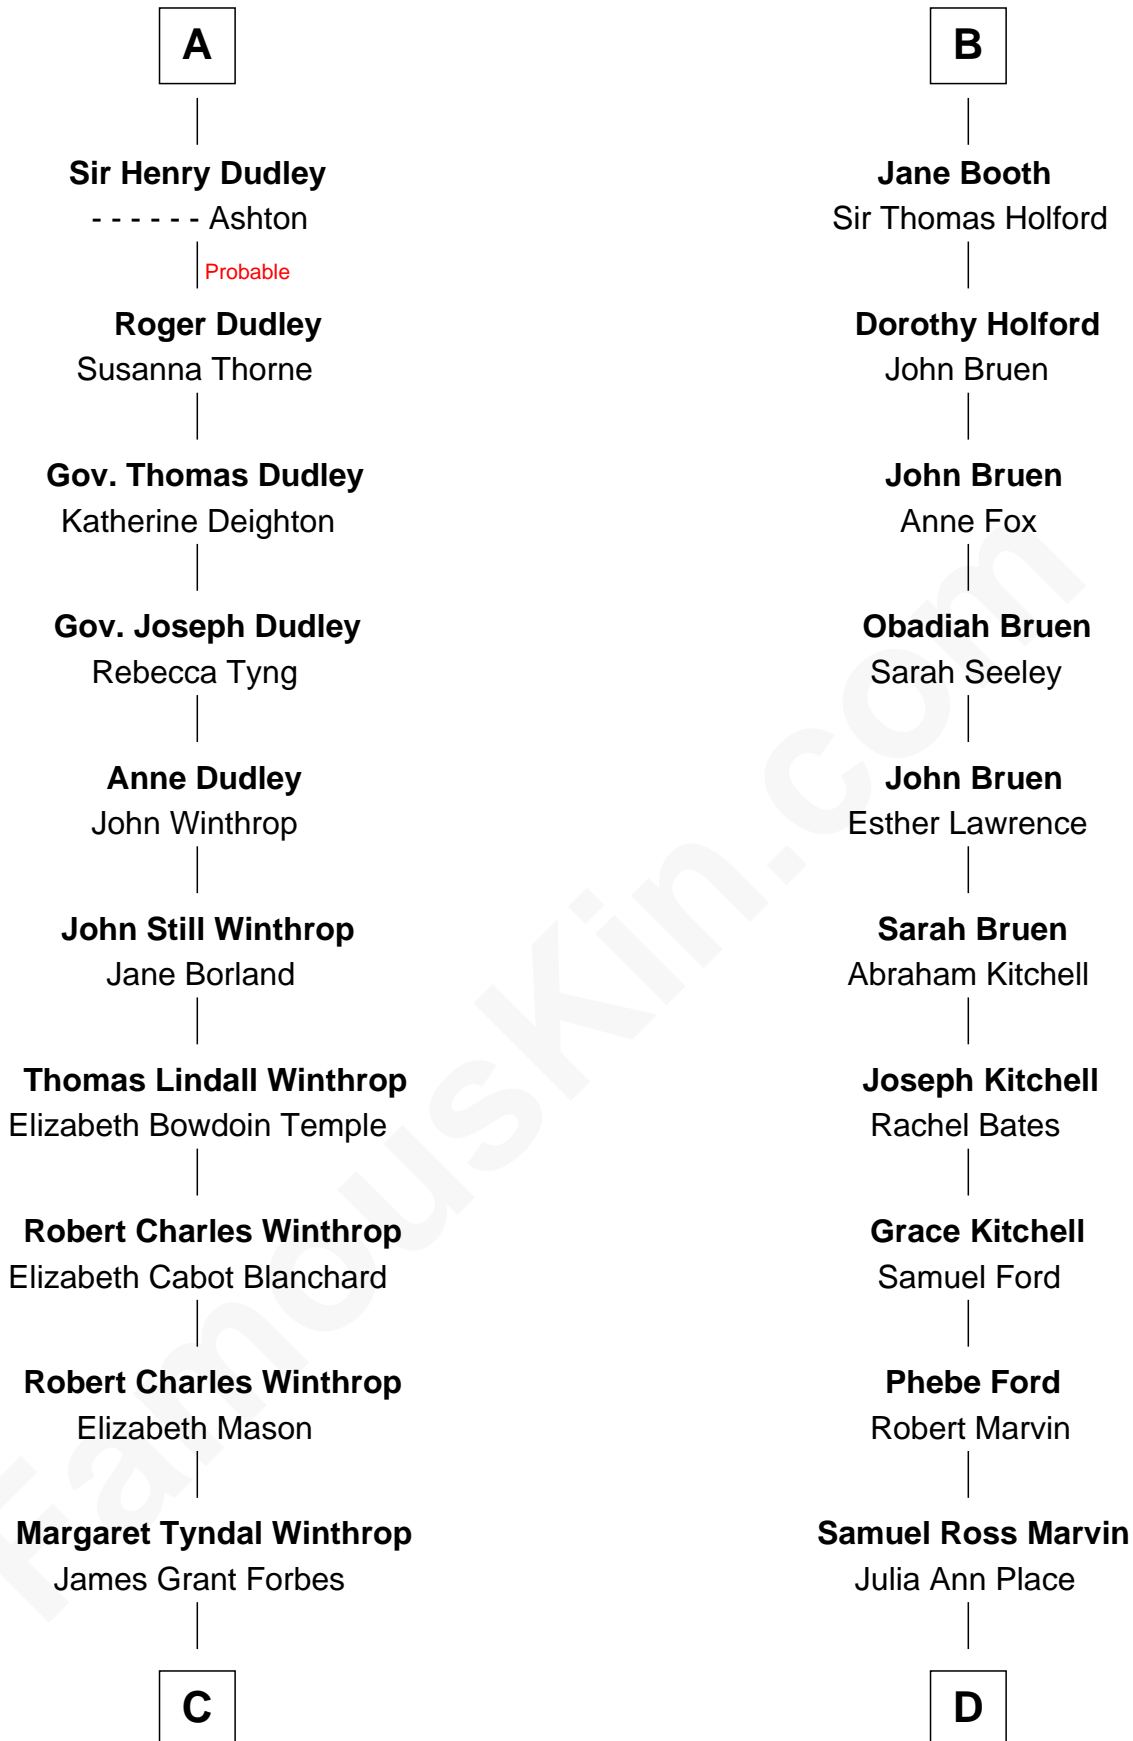 A
Sir Henry Dudley
- - - - - - Ashton
Probable
Roger Dudley
Susanna Thorne
Gov. Thomas Dudley
Katherine Deighton
Gov. Joseph Dudley
Rebecca Tyng
Anne Dudley
John Winthrop
John Still Winthrop
Jane Borland
Thomas Lindall Winthrop
Elizabeth Bowdoin Temple
Robert Charles Winthrop
Elizabeth Cabot Blanchard
Robert Charles Winthrop
Elizabeth Mason
Margaret Tyndal Winthrop
James Grant Forbes
C
B
Jane Booth
Sir Thomas Holford
Dorothy Holford
John Bruen
John Bruen
Anne Fox
Obadiah Bruen
Sarah Seeley
John Bruen
Esther Lawrence
Sarah Bruen
Abraham Kitchell
Joseph Kitchell
Rachel Bates
Grace Kitchell
Samuel Ford
Phebe Ford
Robert Marvin
Samuel Ross Marvin
Julia Ann Place
D
FamousKin.com